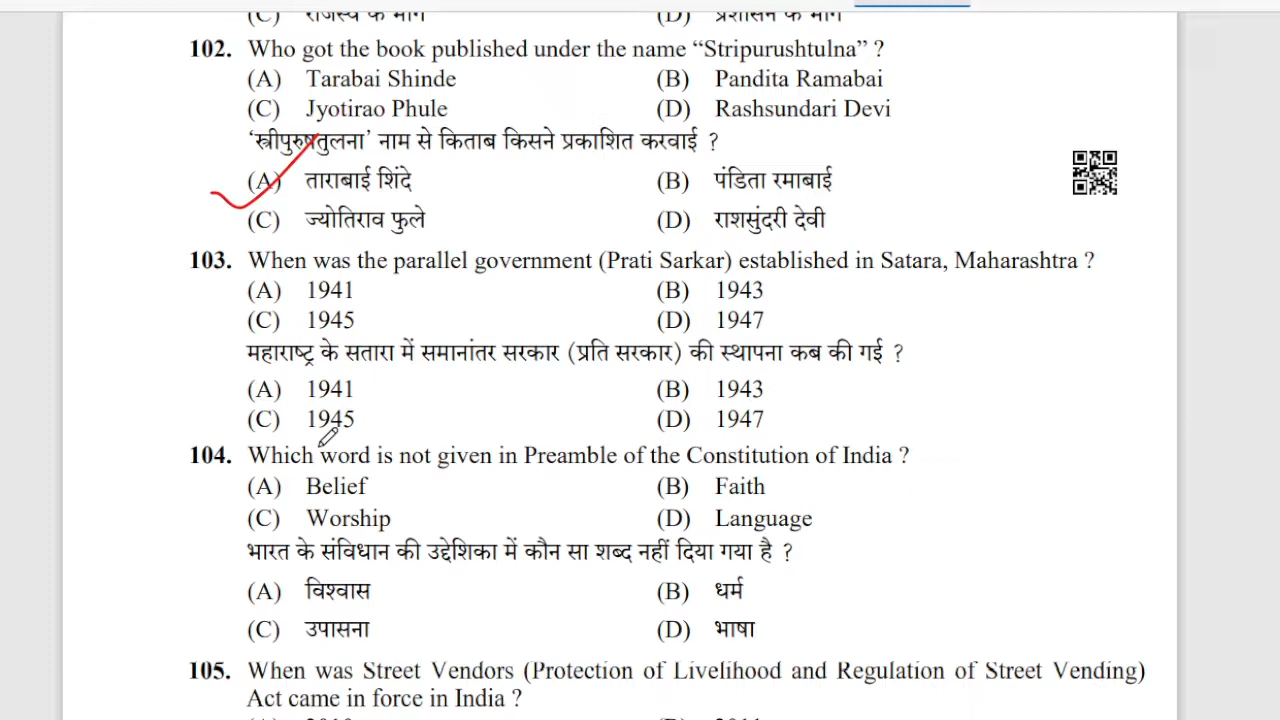 (C) राजस्व के मांग (D) प्रशासन के मांग
102. Who got the book published under the name “Stripurushtulna” ?
(A) Tarabai Shinde (B) Pandita Ramabai
(C) Jyotirao Phule (D) Rashsundari Devi
‘स्त्रीपुरुषतुलना’ नाम से किताब किसने प्रकाशित करवाई ?
(A) ताराबाई शिंदे (B) पंडिता रमाबाई
(C) ज्योतिराव फुले (D) राशसुंदरी देवी
103. When was the parallel government (Prati Sarkar) established in Satara, Maharashtra ?
(A) 1941 (B) 1943
(C) 1945 (D) 1947
महाराष्ट्र के सतारा में समानांतर सरकार (प्रति सरकार) की स्थापना कब की गई ?
(A) 1941 (B) 1943
(C) 1945 (D) 1947
104. Which word is not given in Preamble of the Constitution of India ?
(A) Belief (B) Faith
(C) Worship (D) Language
भारत के संविधान की उद्देशिका में कौन सा शब्द नहीं दिया गया है ?
(A) विश्वास (B) धर्म
(C) उपासना (D) भाषा
105. When was Street Vendors (Protection of Livelihood and Regulation of Street Vending)
Act came in force in India ?